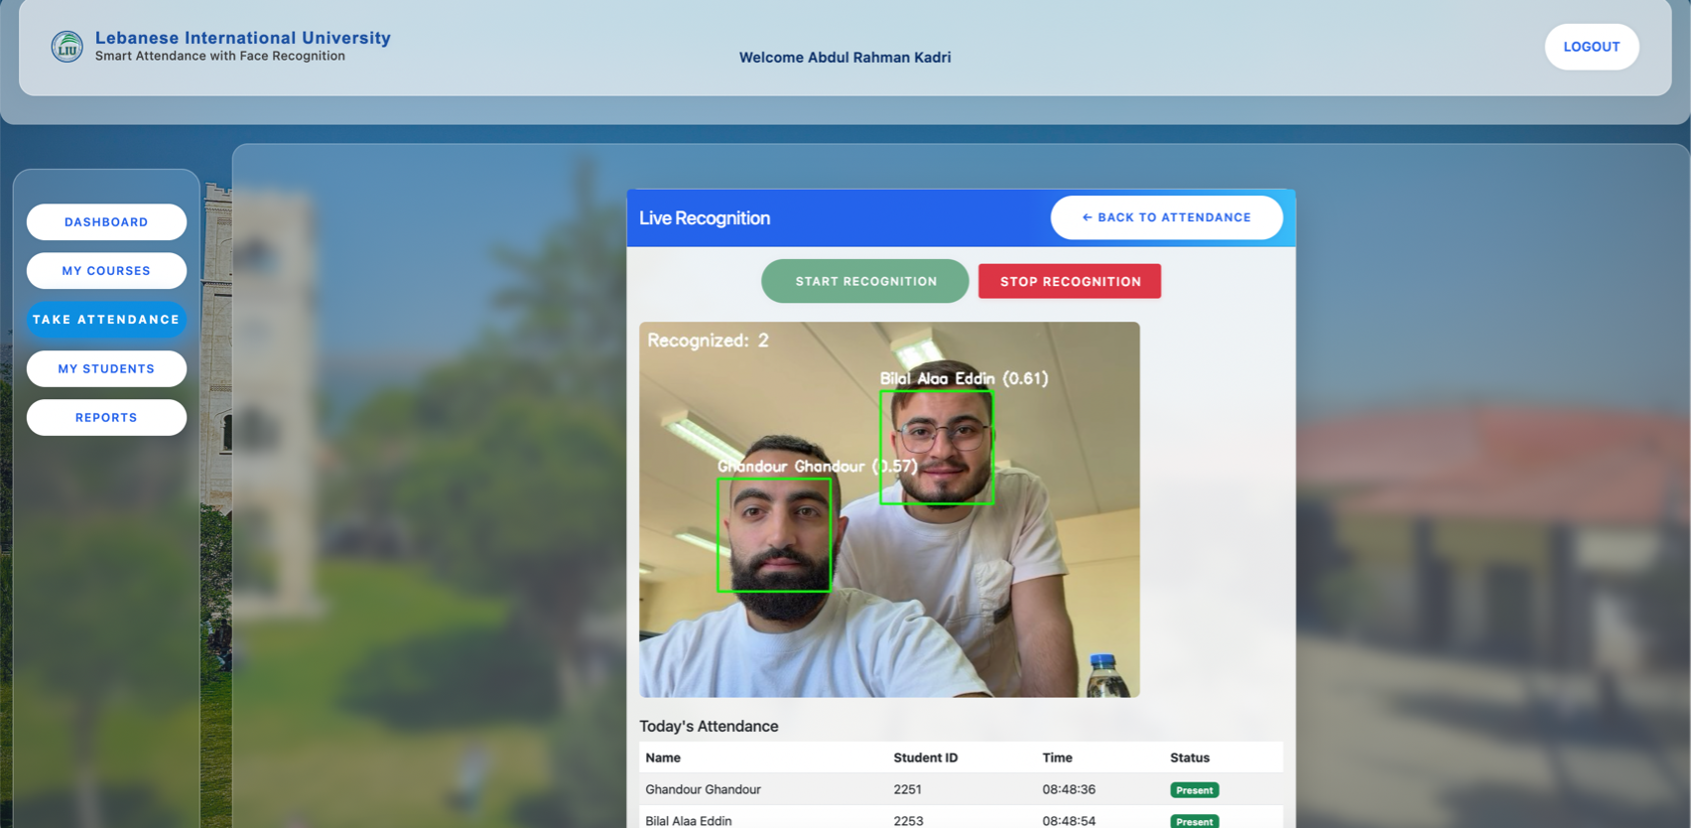 LIU
Lebanese International University
Smart Attendance with Face Recognition
Welcome Abdul Rahman Kadri
LOGOUT
DASHBOARD
MY COURSES
TAKE ATTENDANCE
MY STUDENTS
REPORTS
Live Recognition
← BACK TO ATTENDANCE
START RECOGNITION
STOP RECOGNITION
Recognized: 2
Bilal Alaa Eddin (0.61)
Ghandour Ghandour (0.57)
Today's Attendance
Name Student ID Time Status
Ghandour Ghandour 2251 08:48:36 Present
Bilal Alaa Eddin 2253 08:48:54 Present